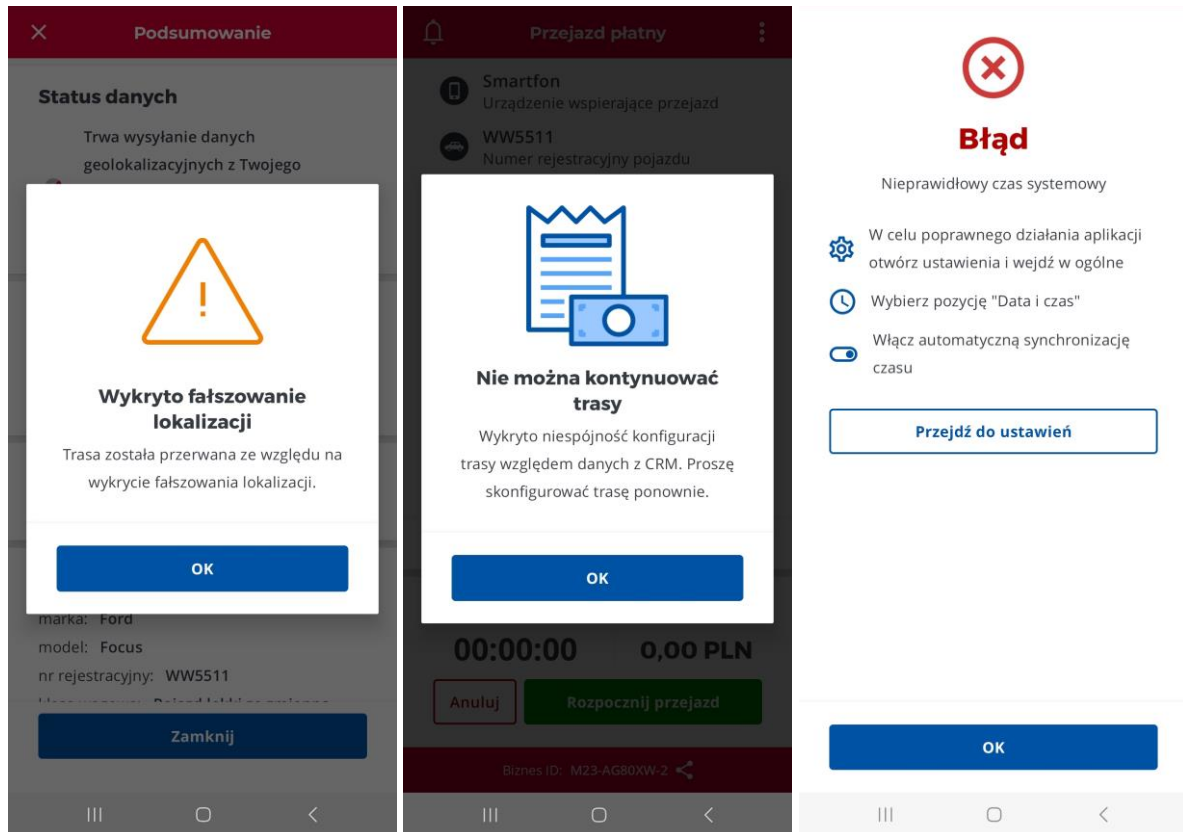 Podsumowanie
Status danych
Trwa wysyłanie danych
geolokalizacyjnych z Twojego
!
Wykryto fałszowanie
lokalizacji
Trasa została przerwana ze względu na
wykrycie fałszowania lokalizacji.
OK
marka: Ford
model: Focus
nr rejestracyjny: WW5511
Zamknij
Przejazd płatny
Smartfon
Urządzenie wspierające przejazd
WW5511
Numer rejestracyjny pojazdu
Nie można kontynuować
trasy
Wykryto niespójność konfiguracji
trasy względem danych z CRM. Proszę
skonfigurować trasę ponownie.
OK
00:00:00 0,00 PLN
Anuluj Rozpocznij przejazd
Biznes ID: M23-AG80XW-2
Błąd
Nieprawidłowy czas systemowy
W celu poprawnego działania aplikacji
otwórz ustawienia i wejdź w ogólne
Wybierz pozycję "Data i czas"
Włącz automatyczną synchronizację
czasu
Przejdź do ustawień
OK